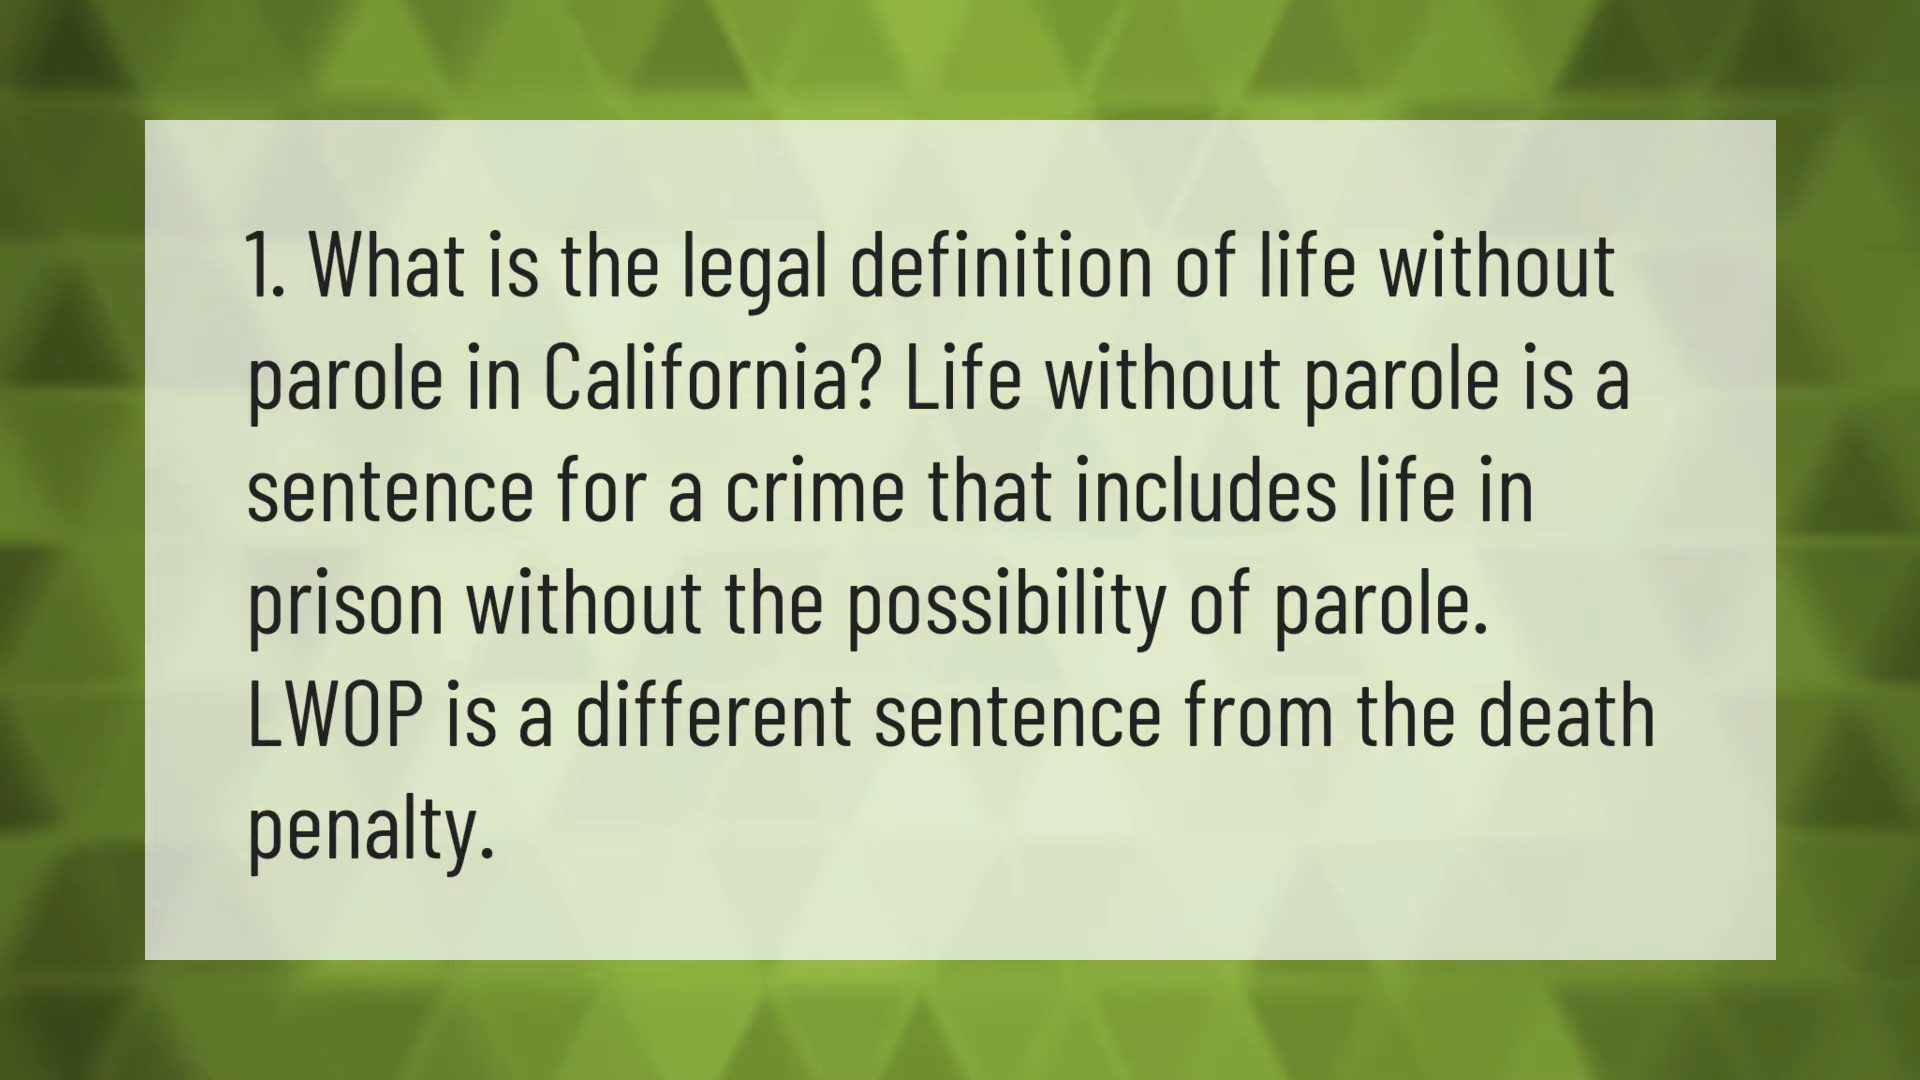 1. What is the legal definition of life without
parole in California? Life without parole is a
sentence for a crime that includes life in
prison without the possibility of parole.
LWOP is a different sentence from the death
penalty.